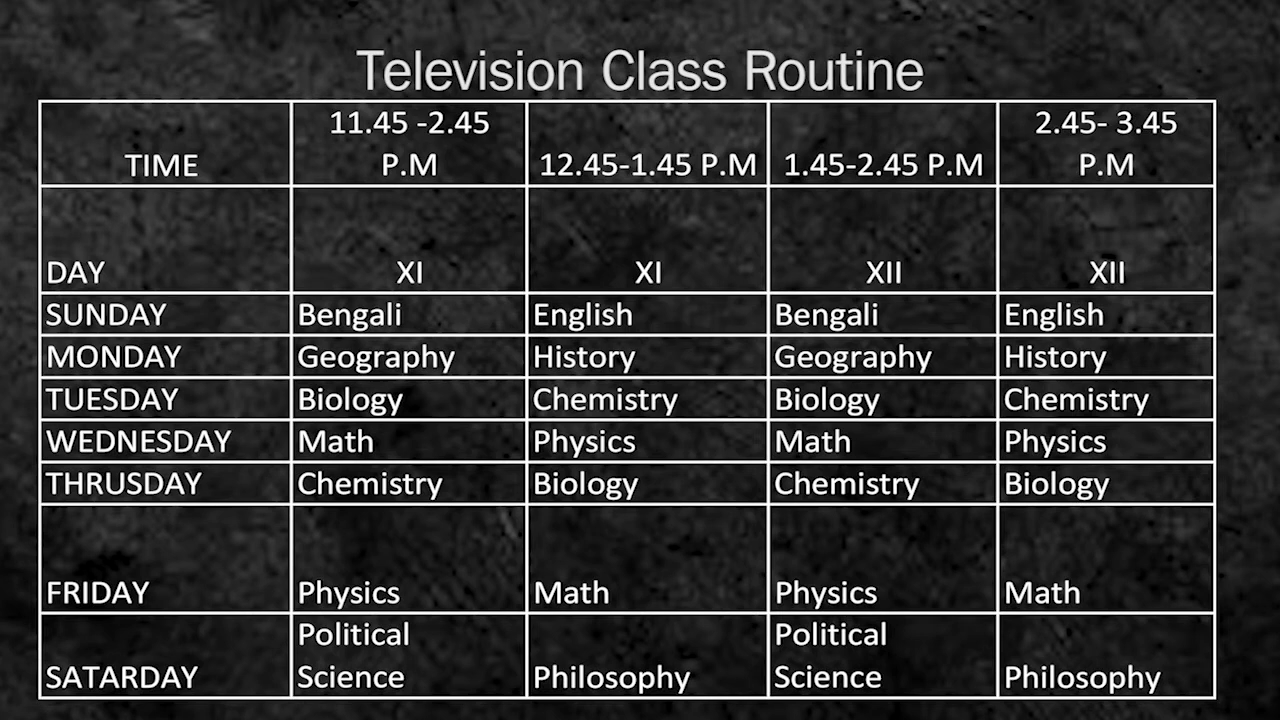 Television Class Routine
TIME 11.45 -2.45 P.M 12.45-1.45 P.M 1.45-2.45 P.M 2.45- 3.45 P.M
DAY XI XI XII XII
SUNDAY Bengali English Bengali English
MONDAY Geography History Geography History
TUESDAY Biology Chemistry Biology Chemistry
WEDNESDAY Math Physics Math Physics
THRUSDAY Chemistry Biology Chemistry Biology
FRIDAY Physics Math Physics Math
SATARDAY Political Science Philosophy Political Science Philosophy